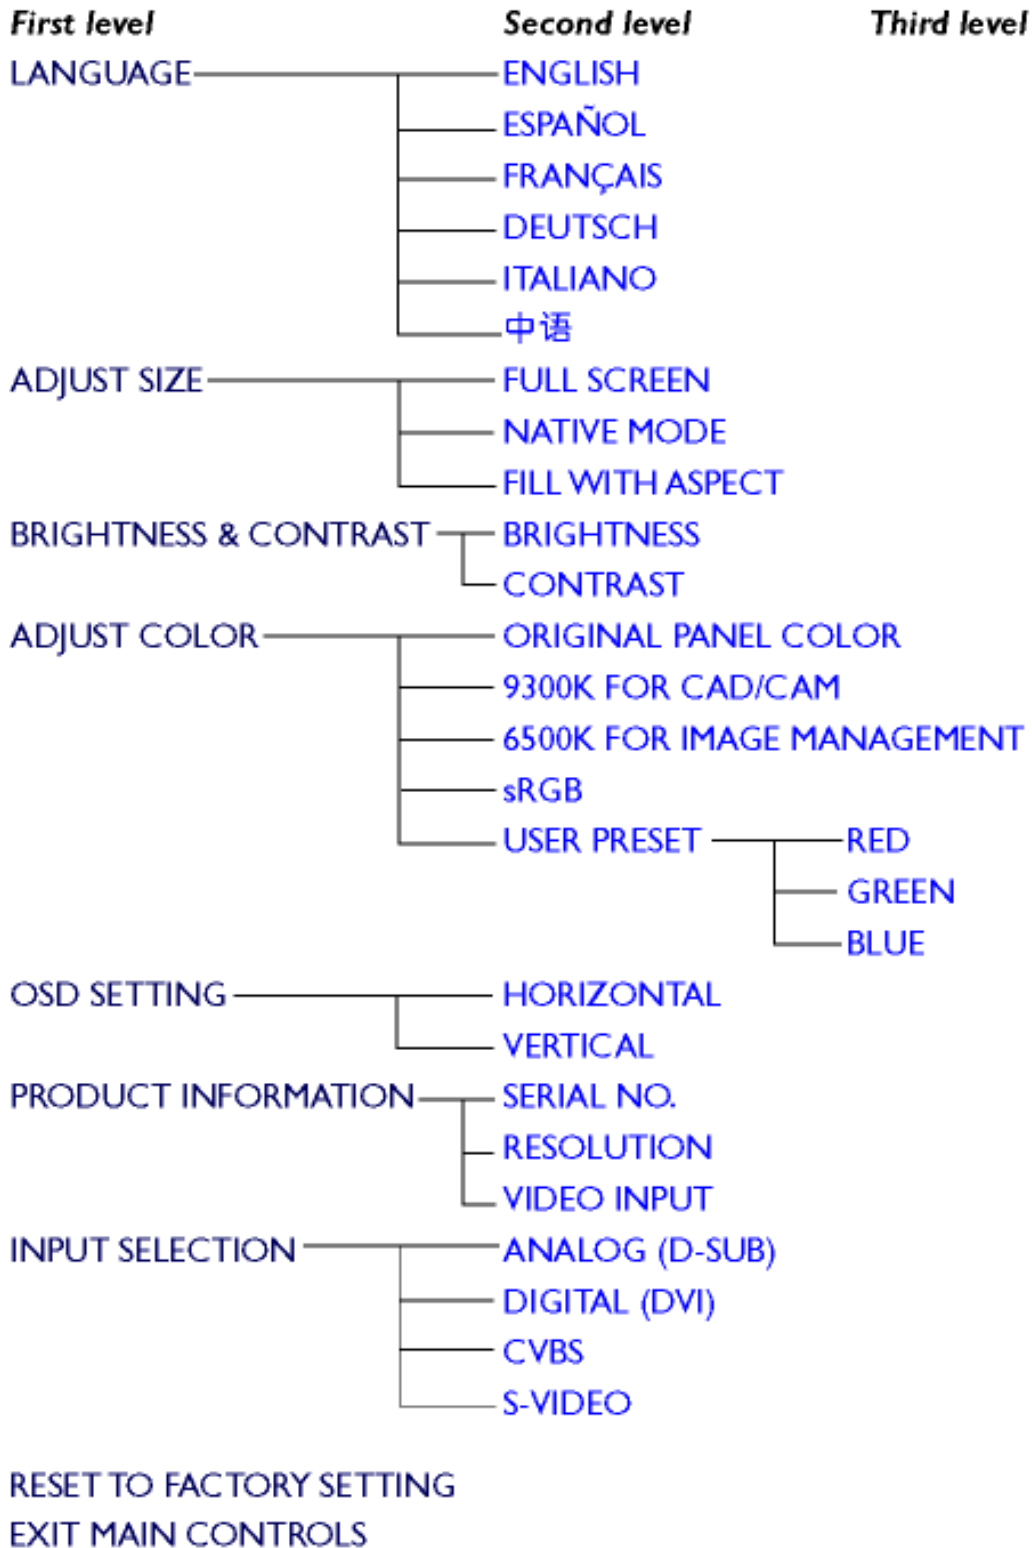 First level Second level Third level
LANGUAGE ENGLISH
ESPAÑOL
FRANÇAIS
DEUTSCH
ITALIANO
中语
ADJUST SIZE FULL SCREEN
NATIVE MODE
FILL WITH ASPECT
BRIGHTNESS & CONTRAST BRIGHTNESS
CONTRAST
ADJUST COLOR ORIGINAL PANEL COLOR
9300K FOR CAD/CAM
6500K FOR IMAGE MANAGEMENT
sRGB
USER PRESET RED
GREEN
BLUE
OSD SETTING HORIZONTAL
VERTICAL
PRODUCT INFORMATION SERIAL NO.
RESOLUTION
VIDEO INPUT
INPUT SELECTION ANALOG (D-SUB)
DIGITAL (DVI)
CVBS
S-VIDEO
RESET TO FACTORY SETTING
EXIT MAIN CONTROLS